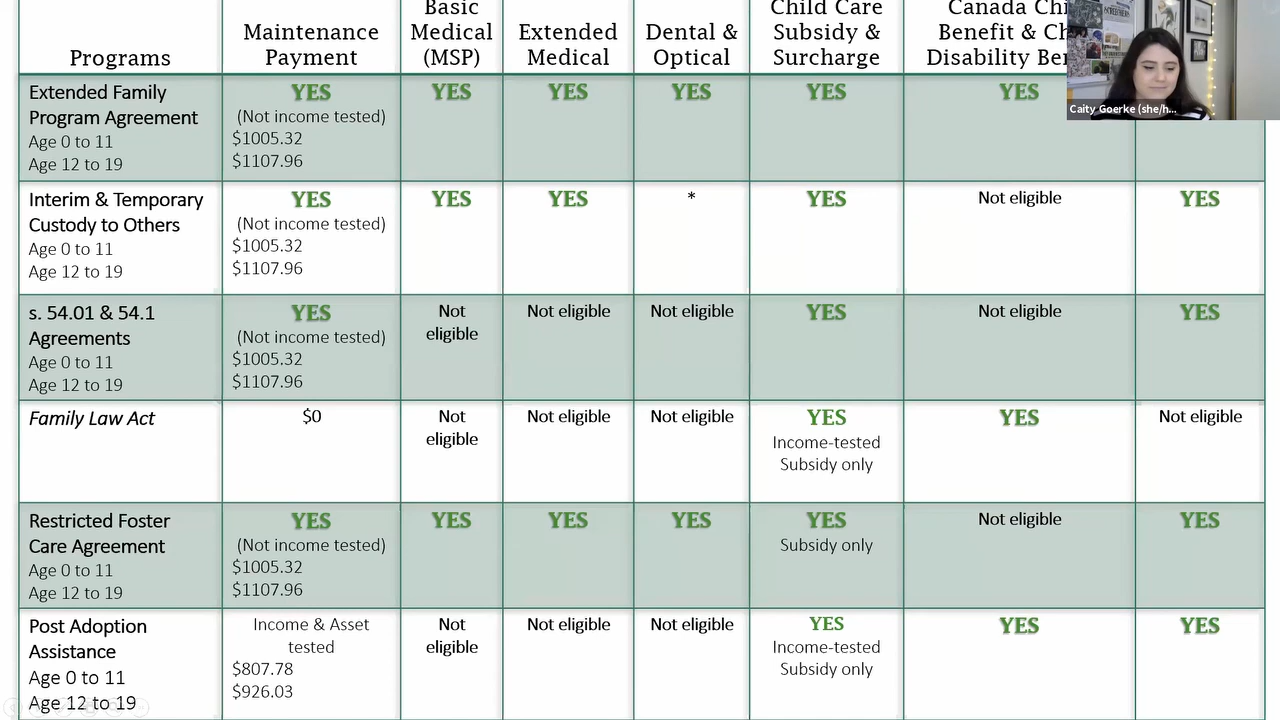 Programs
Maintenance
Payment
Basic
Medical
(MSP)
Extended
Medical
Dental &
Optical
Child Care
Subsidy &
Surcharge
Canada
Benefit &
Disability
Caity Goerke (she/h...
Extended Family
Program Agreement
Age 0 to 11
Age 12 to 19
YES
(Not income tested)
$1005.32
$1107.96
YES
YES
YES
YES
YES
Interim & Temporary
Custody to Others
Age 0 to 11
Age 12 to 19
YES
(Not income tested)
$1005.32
$1107.96
YES
YES
*
YES
Not eligible
YES
s. 54.01 & 54.1
Agreements
Age 0 to 11
Age 12 to 19
YES
(Not income tested)
$1005.32
$1107.96
Not
eligible
Not eligible
Not eligible
YES
Not eligible
YES
Family Law Act
$0
Not
eligible
Not eligible
Not eligible
YES
Income-tested
Subsidy only
YES
Not eligible
Restricted Foster
Care Agreement
Age 0 to 11
Age 12 to 19
YES
(Not income tested)
$1005.32
$1107.96
YES
YES
YES
YES
Subsidy only
Not eligible
YES
Post Adoption
Assistance
Age 0 to 11
Age 12 to 19
Income & Asset
tested
$807.78
$926.03
Not
eligible
Not eligible
Not eligible
YES
Income-tested
Subsidy only
YES
YES